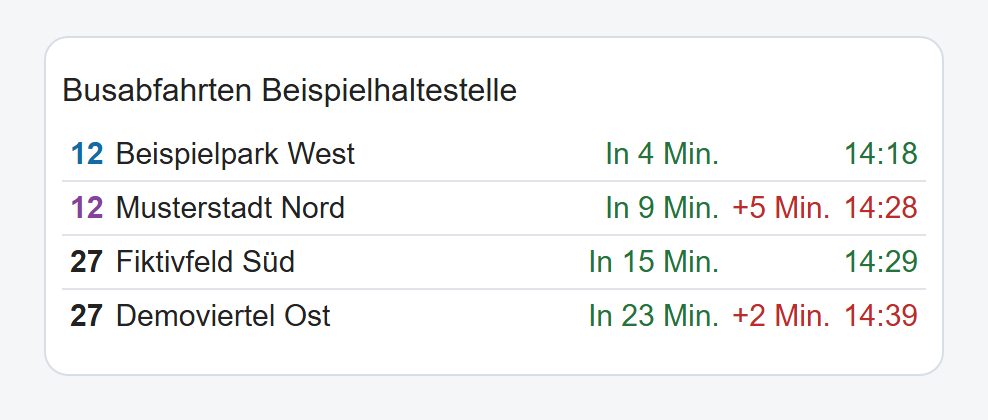 Busabfahrten Beispielhaltestelle
12 Beispielpark West In 4 Min. 14:18
12 Musterstadt Nord In 9 Min. +5 Min. 14:28
27 Fiktivfeld Süd In 15 Min. 14:29
27 Demoviertel Ost In 23 Min. +2 Min. 14:39